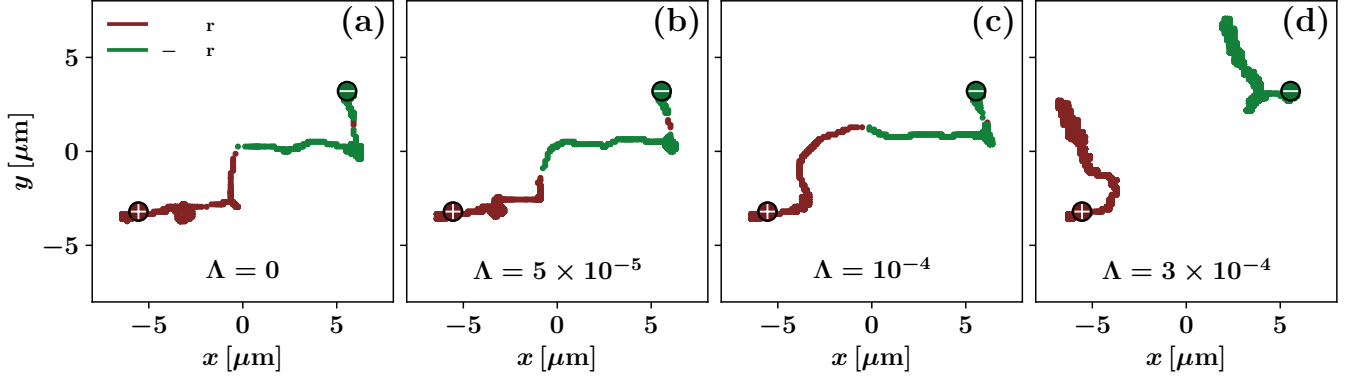 (a) (b) (c) (d)
r
− r
y [μm]
5
0
−5
Λ = 0
Λ = 5 × 10⁻⁵
Λ = 10⁻⁴
Λ = 3 × 10⁻⁴
−5 0 5 −5 0 5 −5 0 5 −5 0 5
x [μm] x [μm] x [μm] x [μm]